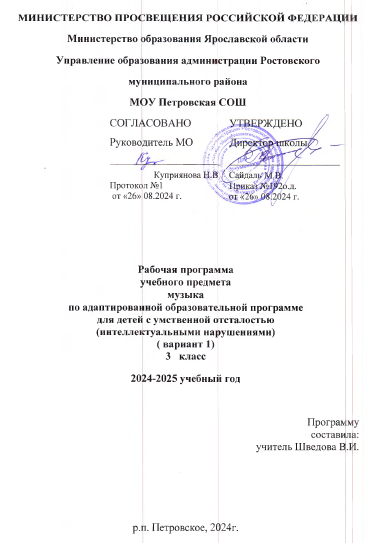 МИНИСТЕРСТВО ПРОСВЕЩЕНИЯ РОССИЙСКОЙ ФЕДЕРАЦИИ
Министерство образования Ярославской области
Управление образования администрации Ростовского
муниципального района
МОУ Петровская СОШ
СОГЛАСОВАНО УТВЕРЖДЕНО
Руководитель МО Директор школы
Куприянова Н.В Сайдаль М.В.
Протокол №1 Приказ
от «26» 08.2024 г. от «26» 08.2024 г.
Рабочая программа
учебного предмета
музыка
по адаптированной образовательной программе
для детей с умственной отсталостью
(интеллектуальными нарушениями)
( вариант 1)
3 класс
2024-2025 учебный год
Программу
составила:
учитель Шведова В.И.
р.п. Петровское, 2024г.